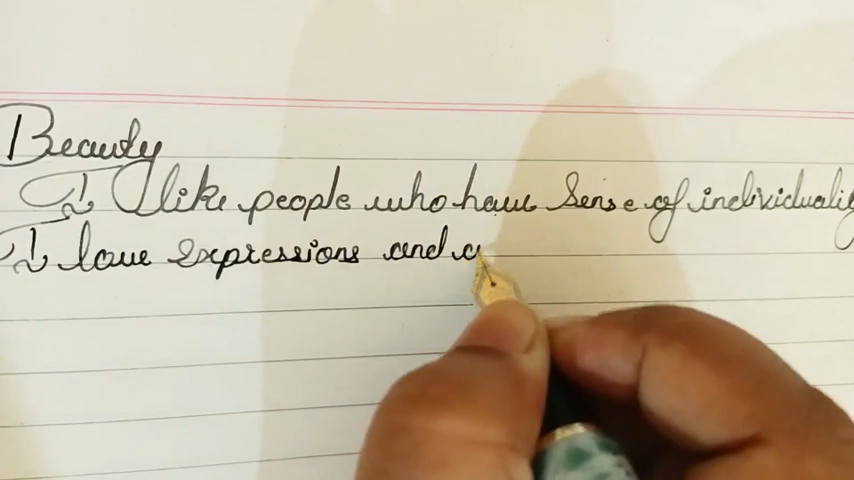 Beauty
I like people who have sense of individuality
I love expressions and a